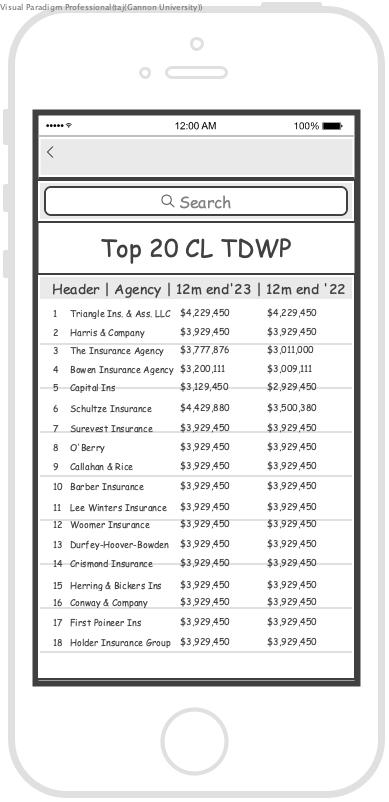 Visual Paradigm Professional(taj(Gannon University))
12:00 AM 100%
Search
Top 20 CL TDWP
Header | Agency | 12m end'23 | 12m end '22
1 Triangle Ins. & Ass. LLC $4,229,450 $4,229,450
2 Harris & Company $3,929,450 $3,929,450
3 The Insurance Agency $3,777,876 $3,011,000
4 Bowen Insurance Agency $3,200,111 $3,009,111
5 Capital Ins $3,129,450 $2,929,450
6 Schultze Insurance $4,429,880 $3,500,380
7 Surevest Insurance $3,929,450 $3,929,450
8 O'Berry $3,929,450 $3,929,450
9 Callahan & Rice $3,929,450 $3,929,450
10 Barber Insurance $3,929,450 $3,929,450
11 Lee Winters Insurance $3,929,450 $3,929,450
12 Woomer Insurance $3,929,450 $3,929,450
13 Durfey-Hoover-Bowden $3,929,450 $3,929,450
14 Crismond Insurance $3,929,450 $3,929,450
15 Herring & Bickers Ins $3,929,450 $3,929,450
16 Conway & Company $3,929,450 $3,929,450
17 First Poineer Ins $3,929,450 $3,929,450
18 Holder Insurance Group $3,929,450 $3,929,450